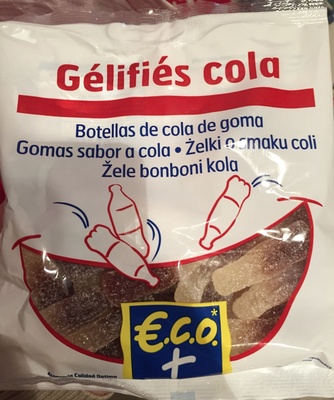 Gélifiés cola
Botellas de cola de goma
Gomas sabor a cola • Żelki o smaku coli
Žele bonboni kola
€.c.o.*
+